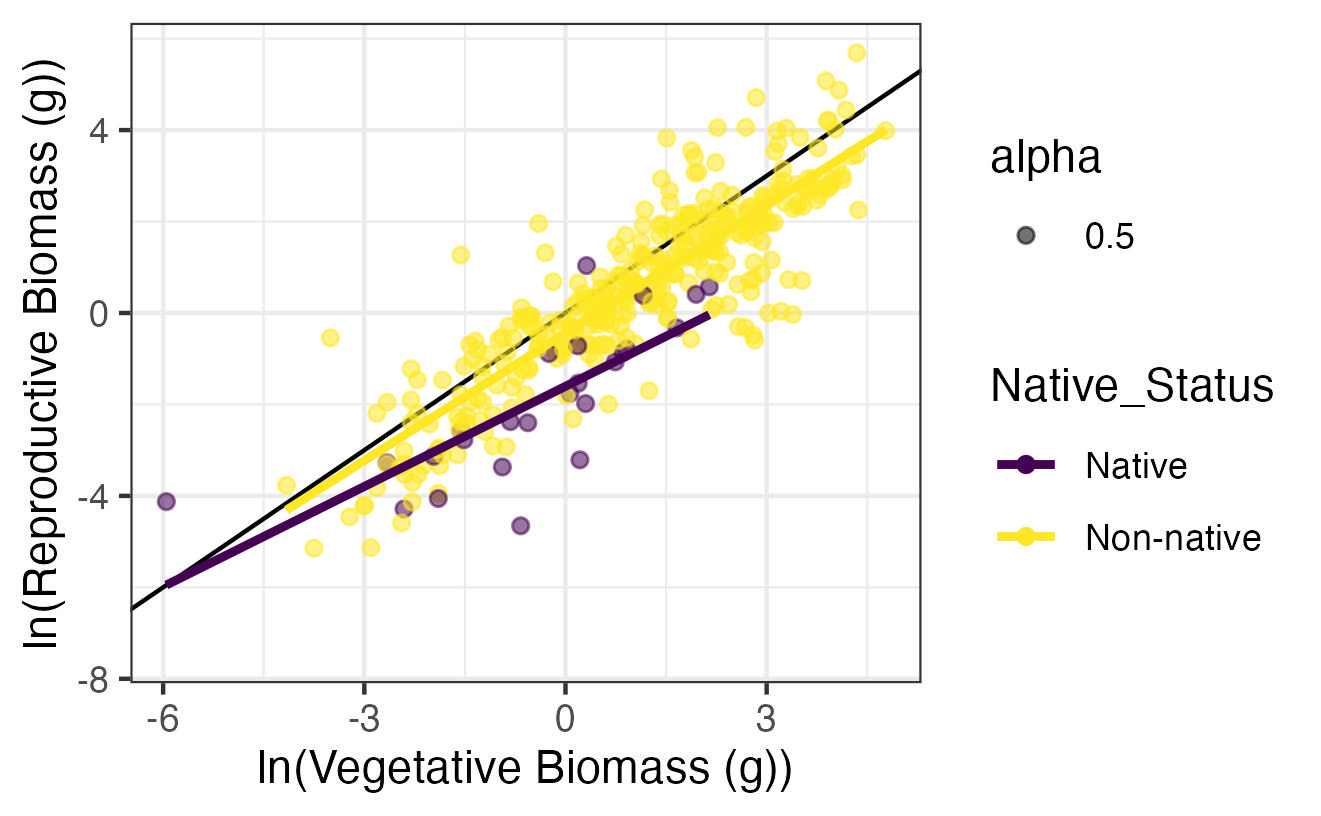 ln(Reproductive Biomass (g))
4
0
-4
-8
-6
-3
0
3
ln(Vegetative Biomass (g))
alpha
0.5
Native_Status
Native
Non-native